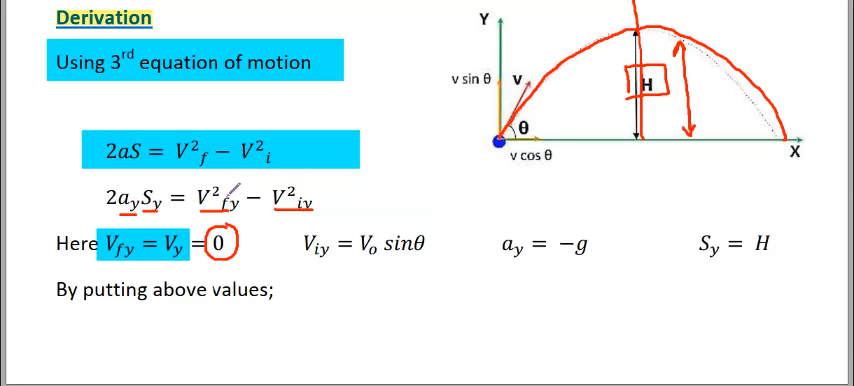 Derivation
Using 3rd equation of motion
2aS = V²f − V²i
2aySy = V²fy − V²iy
Here Vfy = Vy = 0 Viy = Vo sinθ ay = −g Sy = H
By putting above values;
Y
v sin θ v H
θ
v cos θ X